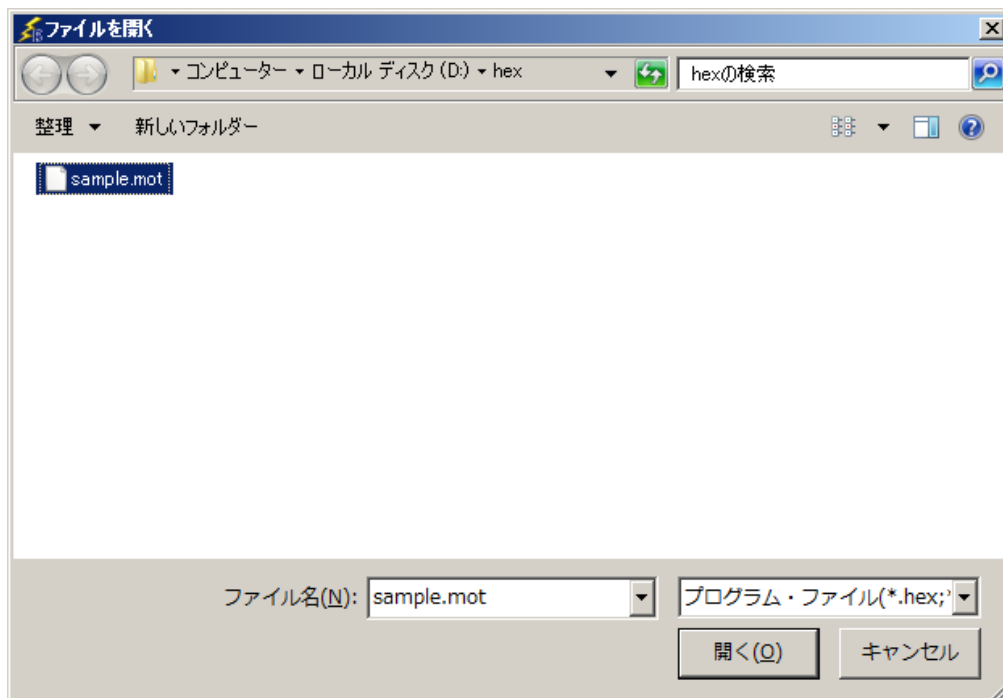 ファイルを開く
コンピューター ローカル ディスク (D:) hex hexの検索
整理 新しいフォルダー
sample.mot
ファイル名(N): sample.mot プログラム・ファイル(*.hex;
開く(O) キャンセル